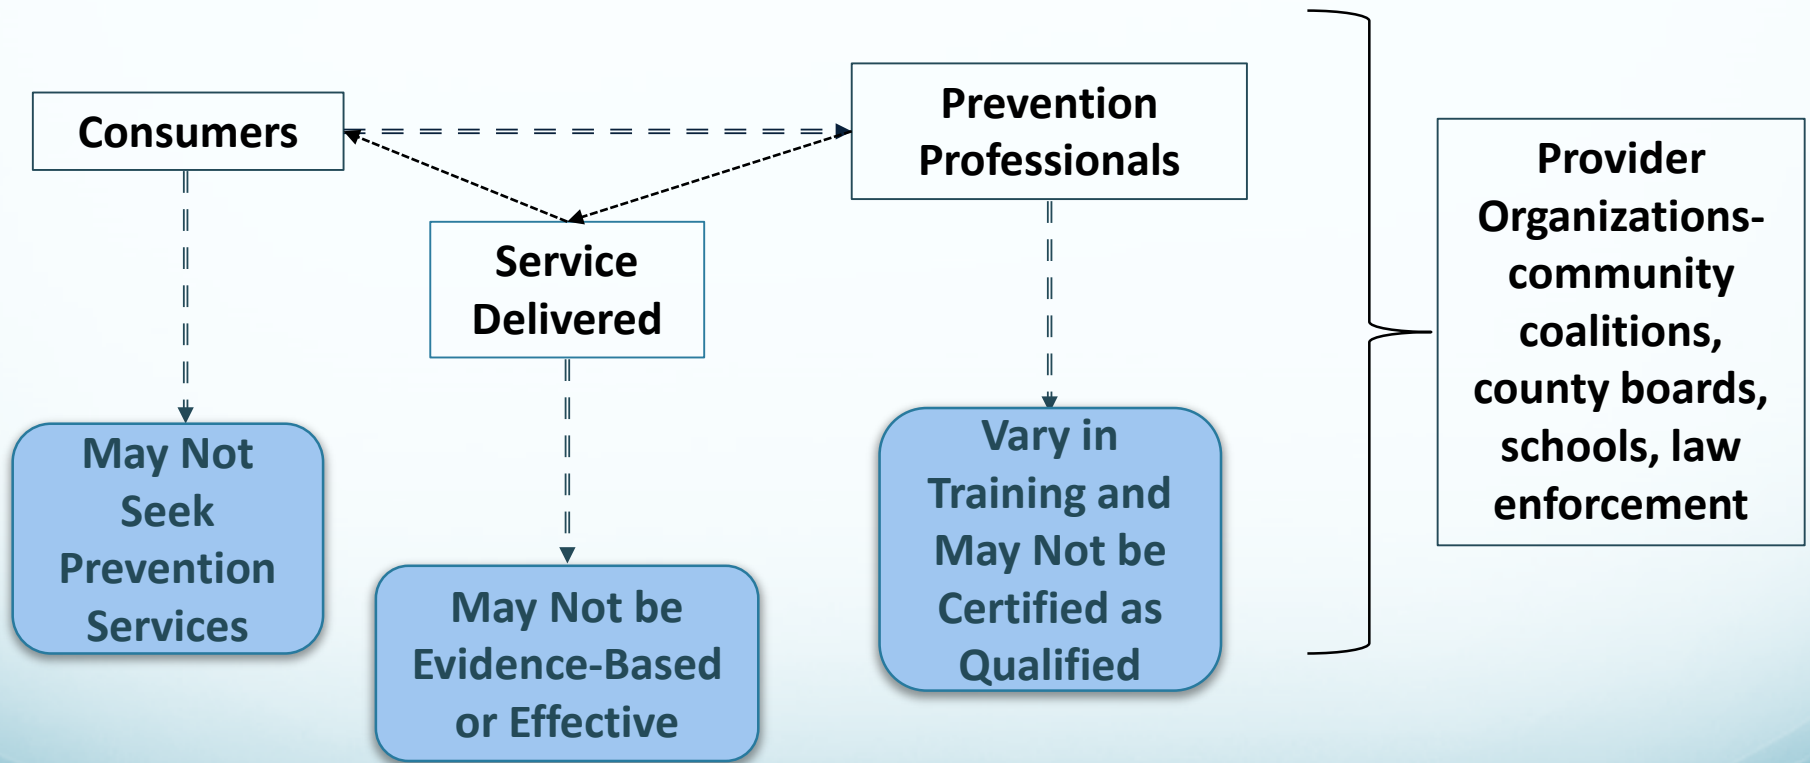 Consumers
Prevention
Professionals
Service
Delivered
May Not
Seek
Prevention
Services
May Not be
Evidence-Based
or Effective
Vary in
Training and
May Not be
Certified as
Qualified
Provider
Organizations-
community
coalitions,
county boards,
schools, law
enforcement